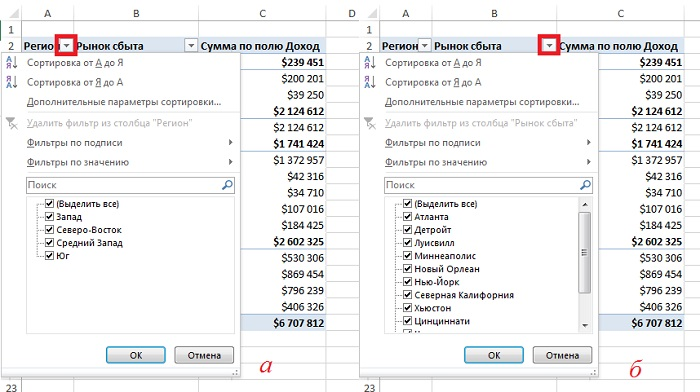 A B C D
1
2 Регион Рынок сбыта Сумма по полю Доход
Сортировка от А до Я
Сортировка от Я до А
Дополнительные параметры сортировки...
Удалить фильтр из столбца "Регион"
Фильтры по подписи
Фильтры по значению
Поиск
(Выделить все)
Запад
Северо-Восток
Средний Запад
Юг
ОК Отмена
$239 451
$200 201
$39 250
$2 124 612
$2 124 612
$1 741 424
$1 372 957
$42 316
$34 710
$107 016
$184 425
$2 602 325
$530 306
$869 454
$796 239
$406 326
$6 707 812
а
23
A B C
1
2 Регион Рынок сбыта Сумма по полю Доход
Сортировка от А до Я
Сортировка от Я до А
Дополнительные параметры сортировки...
Удалить фильтр из столбца "Рынок сбыта"
Фильтры по подписи
Фильтры по значению
Поиск
(Выделить все)
Атланта
Детройт
Луисвилл
Миннеаполис
Новый Орлеан
Нью-Йорк
Северная Калифорния
Хьюстон
Цинциннати
ОК Отмена
$239 451
$200 201
$39 250
$2 124 612
$2 124 612
$1 741 424
$1 372 957
$42 316
$34 710
$107 016
$184 425
$2 602 325
$530 306
$869 454
$796 239
$406 326
$6 707 812
б
23